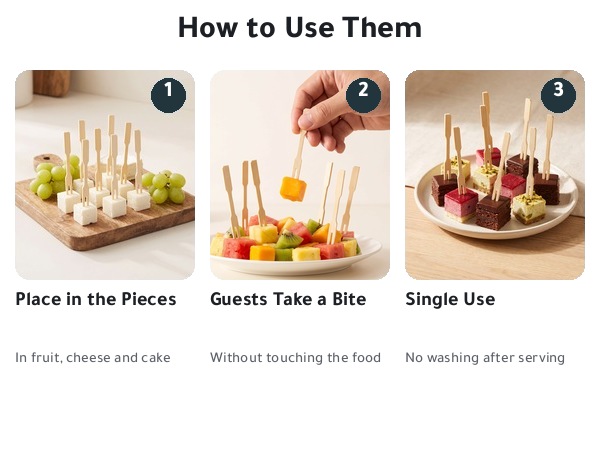 How to Use Them
1
2
3
Place in the Pieces
Guests Take a Bite
Single Use
In fruit, cheese and cake
Without touching the food
No washing after serving